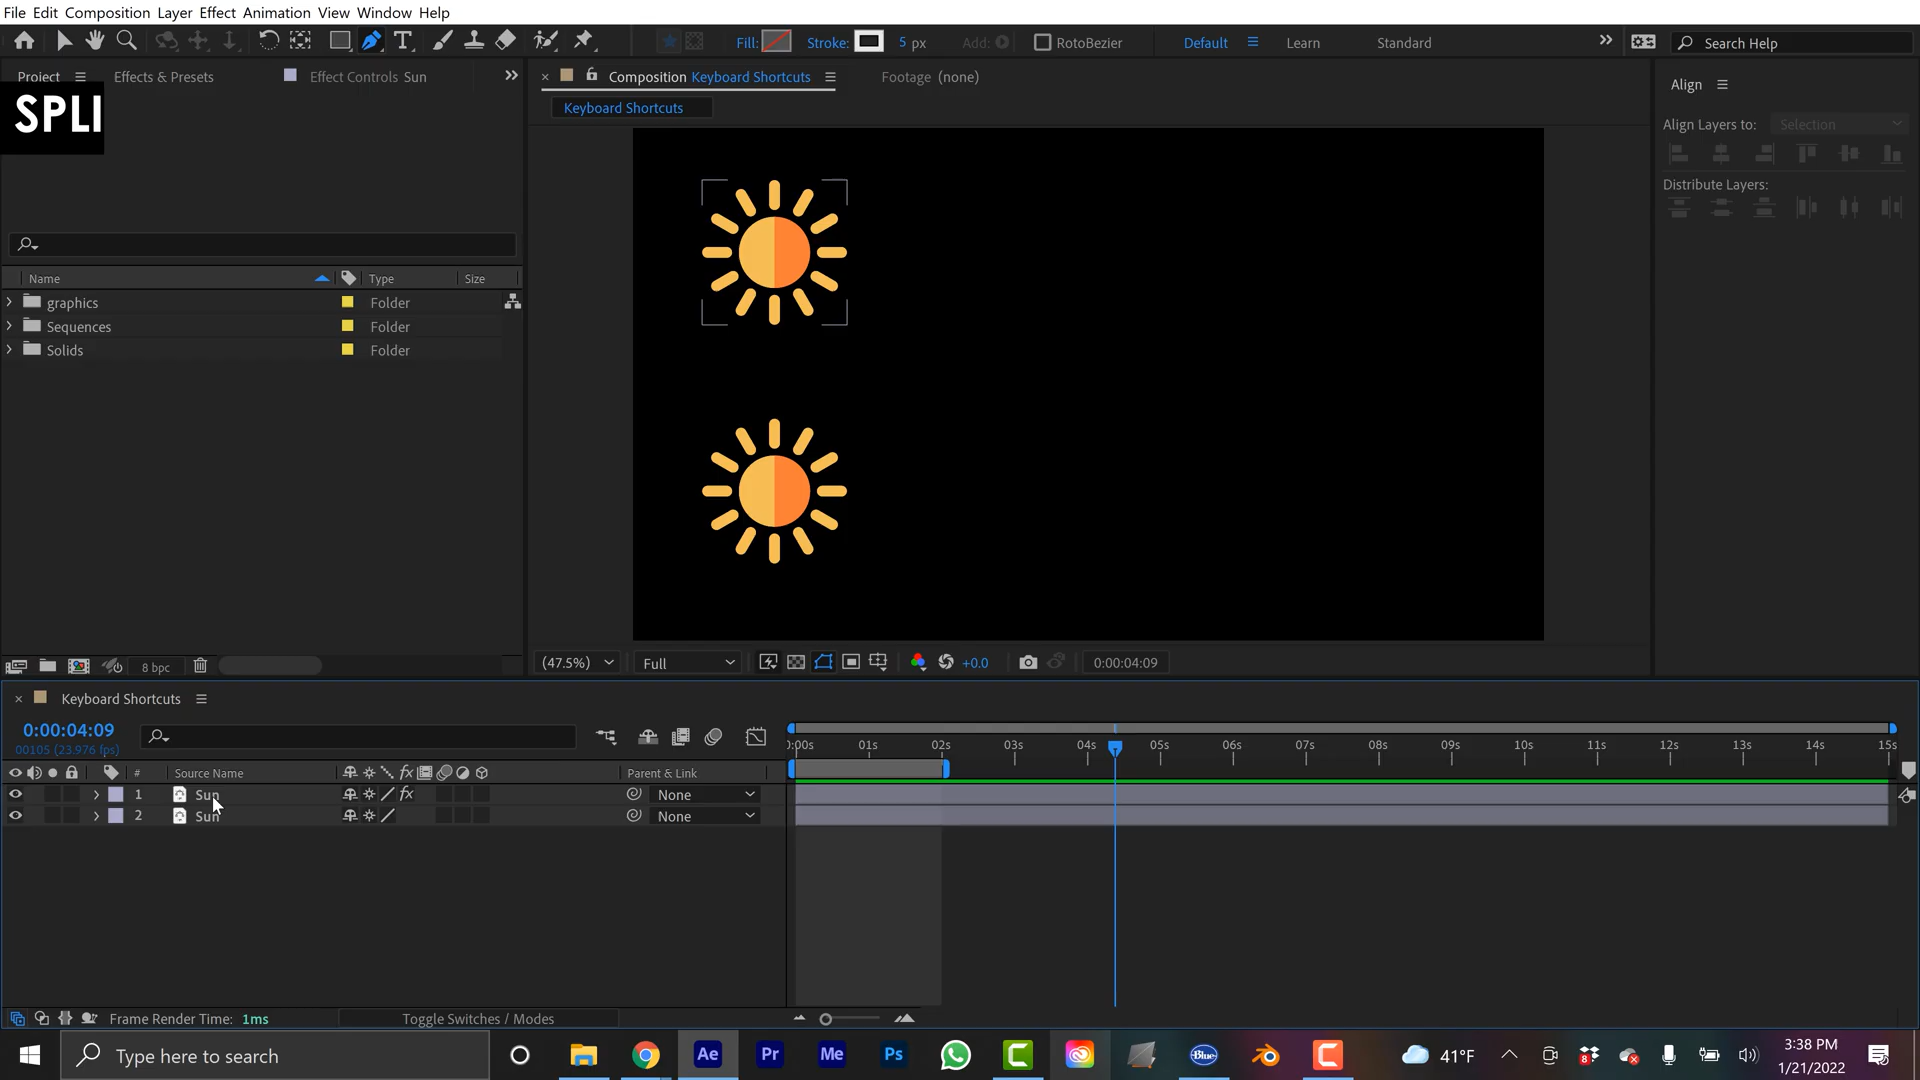 File Edit Composition Layer Effect Animation View Window Help
Fill: Stroke: 5 px Add: RotoBezier Default Learn Standard Search Help
Project Effects & Presets Effect Controls Sun
SPLI
Composition Keyboard Shortcuts Footage (none)
Keyboard Shortcuts
Align
Align Layers to: Selection
Distribute Layers:
Name Type Size
graphics Folder
Sequences Folder
Solids Folder
8 bpc
(47.5%) Full +0.0 0:00:04:09
Keyboard Shortcuts
0:00:04:09
00105 (23.976 fps)
0:00s 01s 02s 03s 04s 05s 06s 07s 08s 09s 10s 11s 12s 13s 14s 15s
# Source Name fx Parent & Link
1 Sun fx None
2 Sun None
Frame Render Time: 1ms Toggle Switches / Modes
Type here to search Ae Pr Me Ps Blue 8 41°F 3:38 PM
1/21/2022